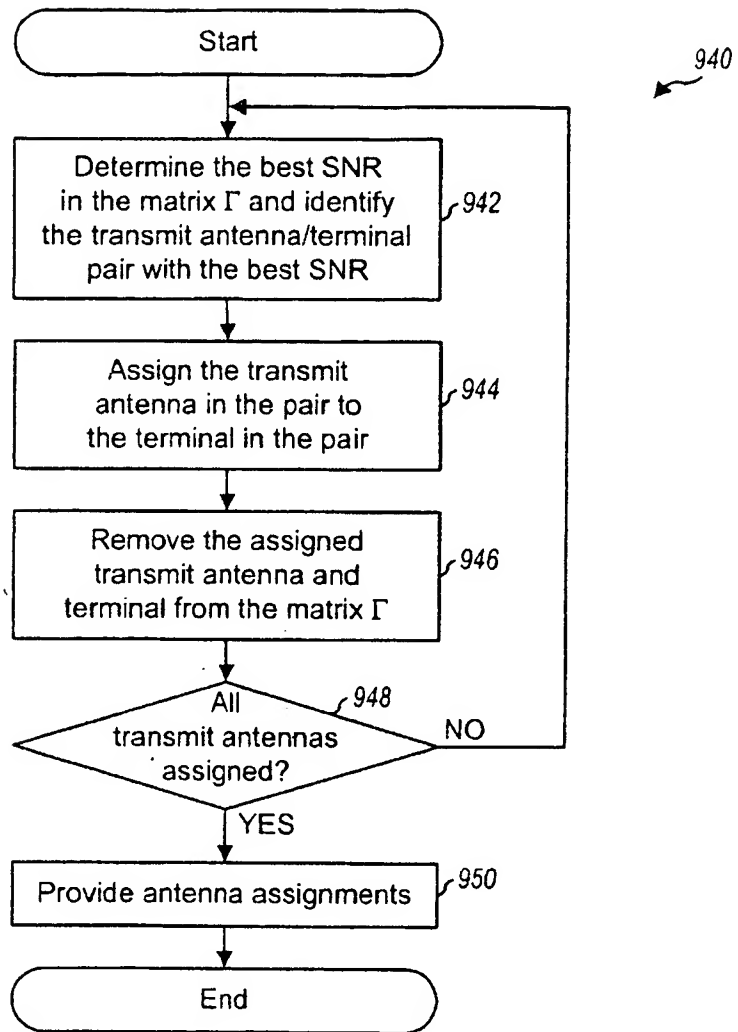 Start
940
Determine the best SNR
in the matrix Γ and identify
the transmit antenna/terminal
pair with the best SNR
942
Assign the transmit
antenna in the pair to
the terminal in the pair
944
Remove the assigned
transmit antenna and
terminal from the matrix Γ
946
All
transmit antennas
assigned?
948
NO
YES
Provide antenna assignments
950
End